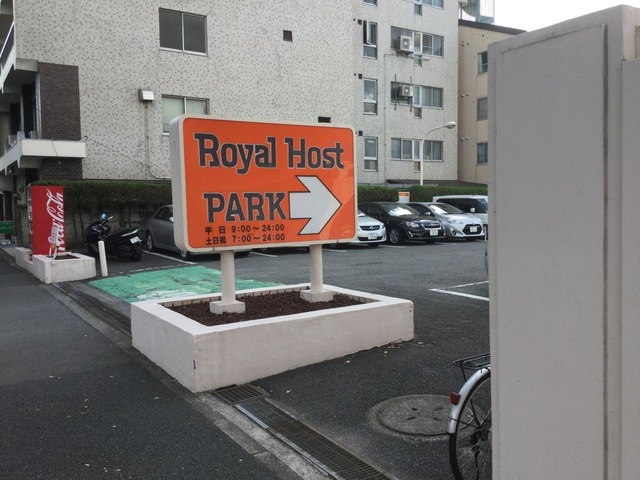 Royal Host
PARK
平日 9:00～24:00
土日祝 7:00～24:00
Coca-Cola